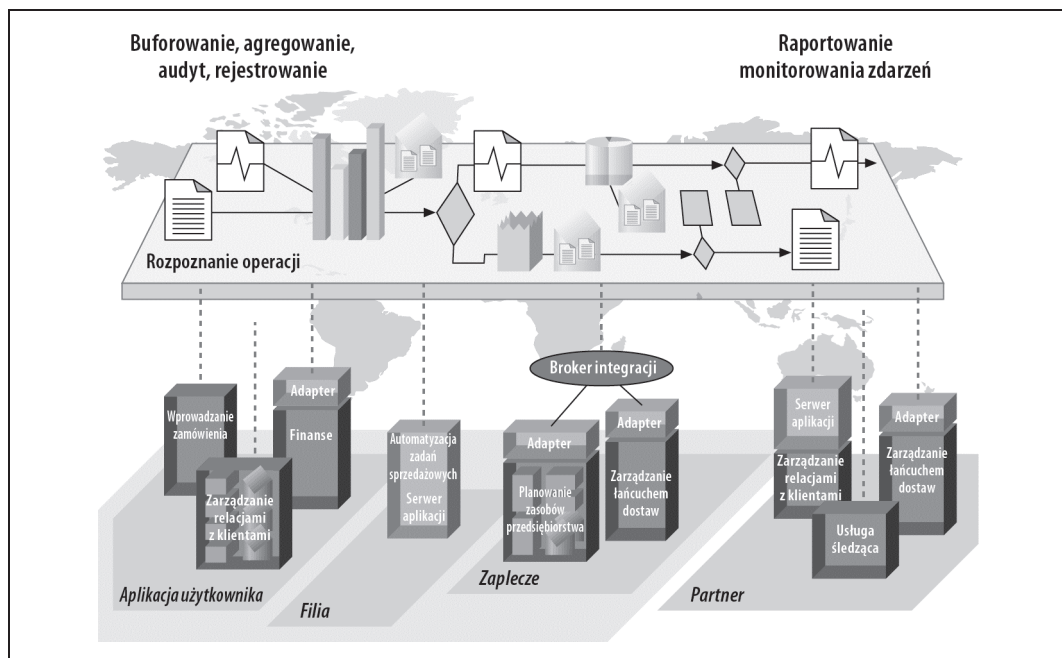 Buforowanie, agregowanie,
audyt, rejestrowanie
Raportowanie
monitorowania zdarzeń
Rozpoznanie operacji
Broker integracji
Wprowadzanie
zamówienia
Adapter
Finanse
Zarządzanie
relacjami
z klientami
Automatyzacja
zadań
sprzedażowych
Serwer
aplikacji
Adapter
Planowanie
zasobów
przedsiębiorstwa
Adapter
Zarządzanie
łańcuchem
dostaw
Serwer
aplikacji
Zarządzanie
relacjami
z klientami
Adapter
Zarządzanie
łańcuchem
dostaw
Usługa
śledząca
Aplikacja użytkownika
Filia
Zaplecze
Partner